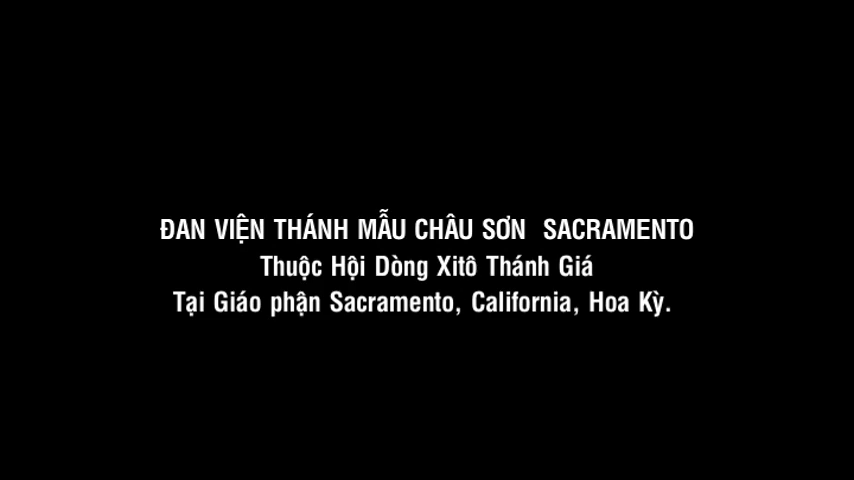 ĐAN VIỆN THÁNH MẪU CHÂU SƠN  SACRAMENTO
Thuộc Hội Dòng Xitô Thánh Giá
Tại Giáo phận Sacramento, California, Hoa Kỳ.